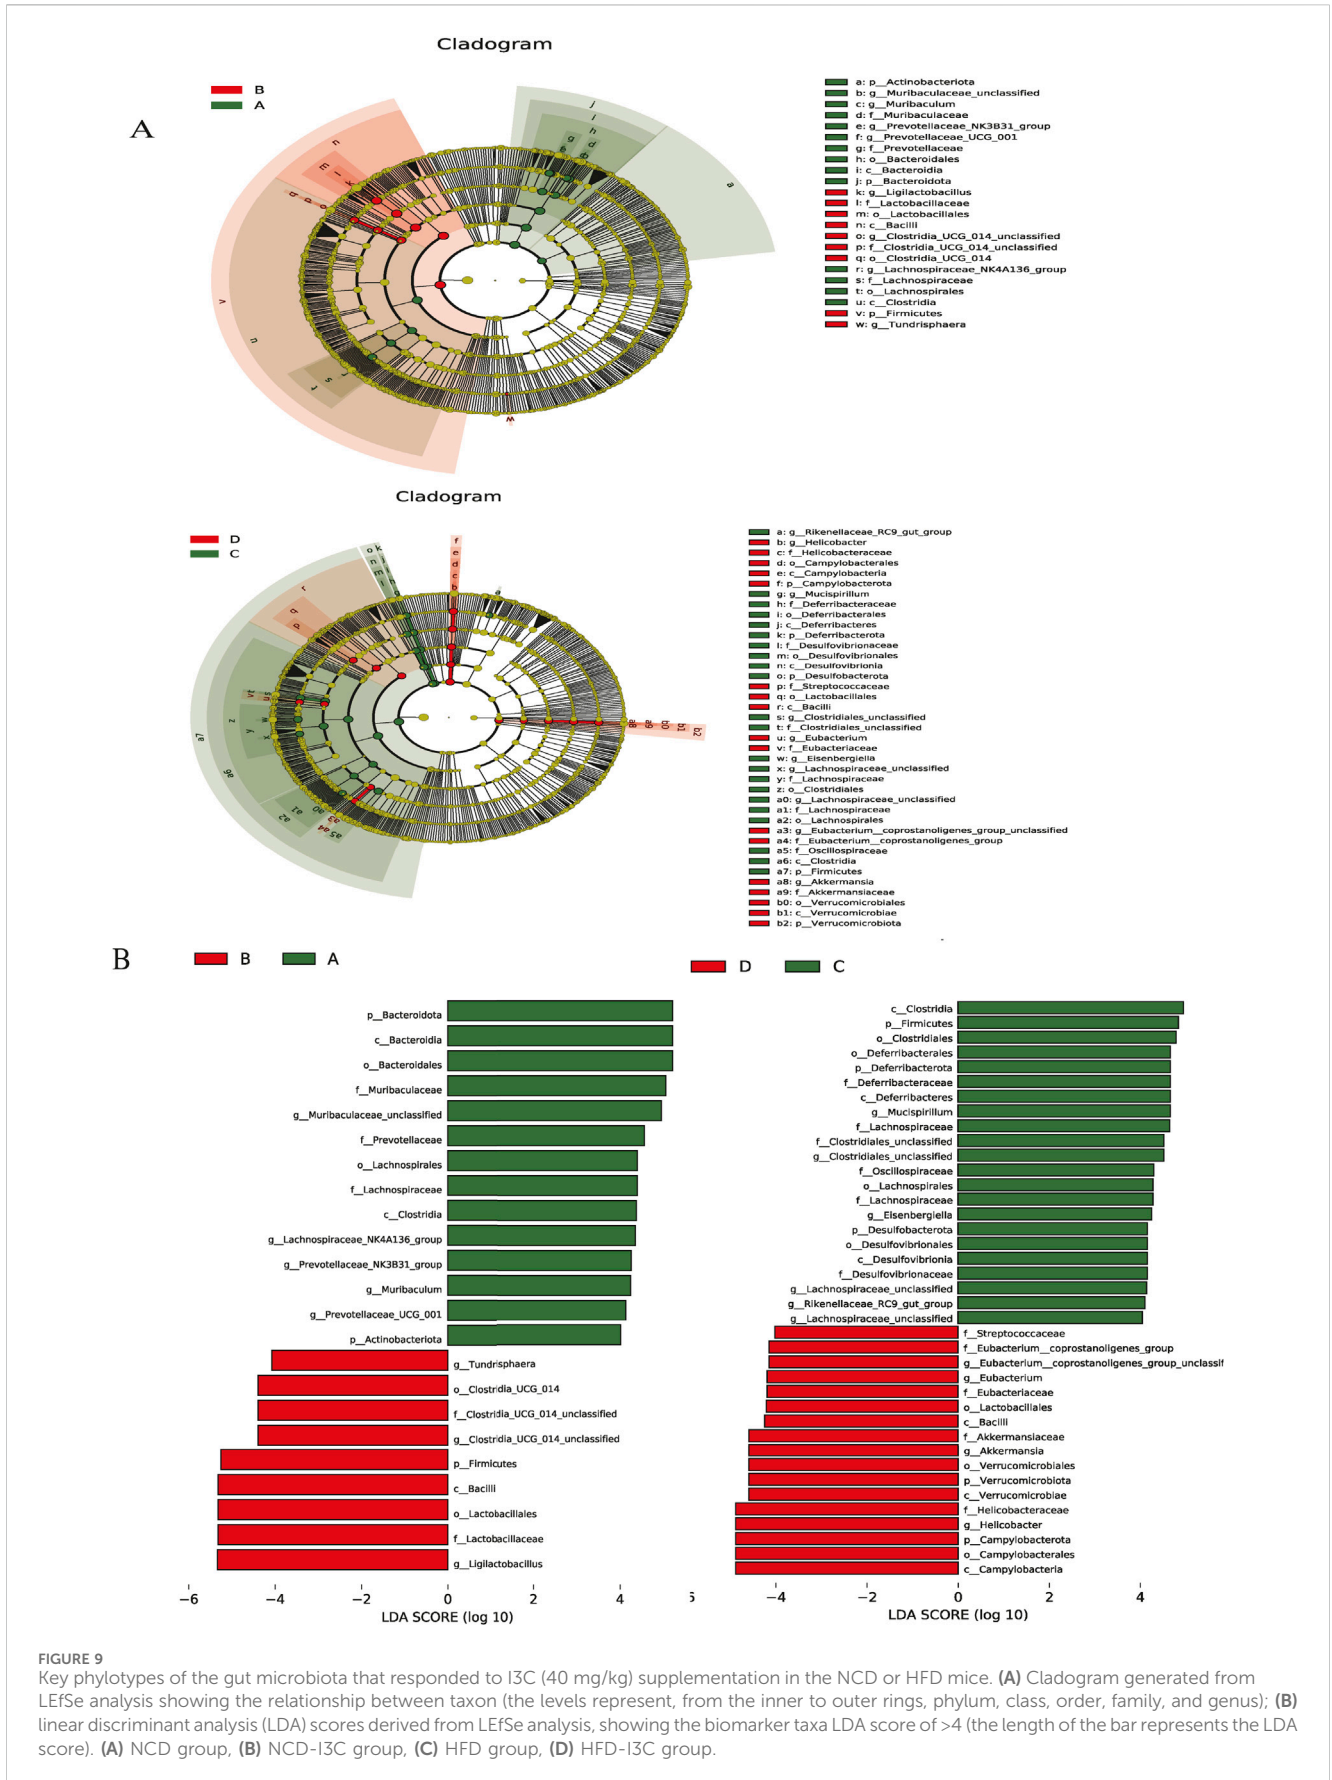 Cladogram
B
A
A
a: p__Actinobacteriota
b: g__Muribaculaceae_unclassified
c: g__Muribaculum
d: f__Muribaculaceae
e: g__Prevotellaceae_NK3B31_group
f: g__Prevotellaceae_UCG_001
g: f__Prevotellaceae
h: o__Bacteroidales
i: c__Bacteroidia
j: p__Bacteroidota
k: g__Ligilactobacillus
l: f__Lactobacillaceae
m: o__Lactobacillales
n: c__Bacilli
o: g__Clostridia_UCG_014_unclassified
p: f__Clostridia_UCG_014_unclassified
q: o__Clostridia_UCG_014
r: g__Lachnospiraceae_NK4A136_group
s: f__Lachnospiraceae
t: o__Lachnospirales
u: c__Clostridia
v: p__Firmicutes
w: g__Tundrisphaera
Cladogram
D
C
a: g__Rikenellaceae_RC9_gut_group
b: g__Helicobacter
c: f__Helicobacteraceae
d: o__Campylobacterales
e: c__Campylobacteria
f: p__Campylobacterota
g: g__Mucispirillum
h: f__Deferribacteraceae
i: o__Deferribacterales
j: c__Deferribacteres
k: p__Deferribacterota
l: f__Desulfovibrionaceae
m: o__Desulfovibrionales
n: c__Desulfovibrionia
o: p__Desulfobacterota
p: f__Streptococcaceae
q: o__Lactobacillales
r: c__Bacilli
s: g__Clostridiales_unclassified
t: f__Clostridiales_unclassified
u: g__Eubacterium
v: f__Eubacteriaceae
w: g__Eisenbergiella
x: g__Lachnospiraceae_unclassified
y: f__Lachnospiraceae
z: o__Clostridiales
a0: g__Lachnospiraceae_unclassified
a1: f__Lachnospiraceae
a2: o__Lachnospirales
a3: g__Eubacterium__coprostanoligenes_group_unclassified
a4: f__Eubacterium__coprostanoligenes_group
a5: f__Oscillospiraceae
a6: c__Clostridia
a7: p__Firmicutes
a8: g__Akkermansia
a9: f__Akkermansiaceae
b0: o__Verrucomicrobiales
b1: c__Verrucomicrobiae
b2: p__Verrucomicrobiota
B
B
A
p__Bacteroidota
c__Bacteroidia
o__Bacteroidales
f__Muribaculaceae
g__Muribaculaceae_unclassified
f__Prevotellaceae
o__Lachnospirales
f__Lachnospiraceae
c__Clostridia
g__Lachnospiraceae_NK4A136_group
g__Prevotellaceae_NK3B31_group
g__Muribaculum
g__Prevotellaceae_UCG_001
p__Actinobacteriota
g__Tundrisphaera
o__Clostridia_UCG_014
f__Clostridia_UCG_014_unclassified
g__Clostridia_UCG_014_unclassified
p__Firmicutes
c__Bacilli
o__Lactobacillales
f__Lactobacillaceae
g__Ligilactobacillus
−6 −4 −2 0 2 4
LDA SCORE (log 10)
D
C
c__Clostridia
p__Firmicutes
o__Clostridiales
o__Deferribacterales
p__Deferribacterota
f__Deferribacteraceae
c__Deferribacteres
g__Mucispirillum
f__Lachnospiraceae
f__Clostridiales_unclassified
g__Clostridiales_unclassified
f__Oscillospiraceae
o__Lachnospirales
f__Lachnospiraceae
g__Eisenbergiella
p__Desulfobacterota
o__Desulfovibrionales
c__Desulfovibrionia
f__Desulfovibrionaceae
g__Lachnospiraceae_unclassified
g__Rikenellaceae_RC9_gut_group
g__Lachnospiraceae_unclassified
f__Streptococcaceae
f__Eubacterium__coprostanoligenes_group
g__Eubacterium__coprostanoligenes_group_unclassif
g__Eubacterium
f__Eubacteriaceae
o__Lactobacillales
c__Bacilli
f__Akkermansiaceae
g__Akkermansia
o__Verrucomicrobiales
p__Verrucomicrobiota
c__Verrucomicrobiae
f__Helicobacteraceae
g__Helicobacter
p__Campylobacterota
o__Campylobacterales
c__Campylobacteria
−4 −2 0 2 4
LDA SCORE (log 10)
FIGURE 9
Key phylotypes of the gut microbiota that responded to I3C (40 mg/kg) supplementation in the NCD or HFD mice. (A) Cladogram generated from
LEfSe analysis showing the relationship between taxon (the levels represent, from the inner to outer rings, phylum, class, order, family, and genus); (B)
linear discriminant analysis (LDA) scores derived from LEfSe analysis, showing the biomarker taxa LDA score of >4 (the length of the bar represents the LDA
score). (A) NCD group, (B) NCD-I3C group, (C) HFD group, (D) HFD-I3C group.